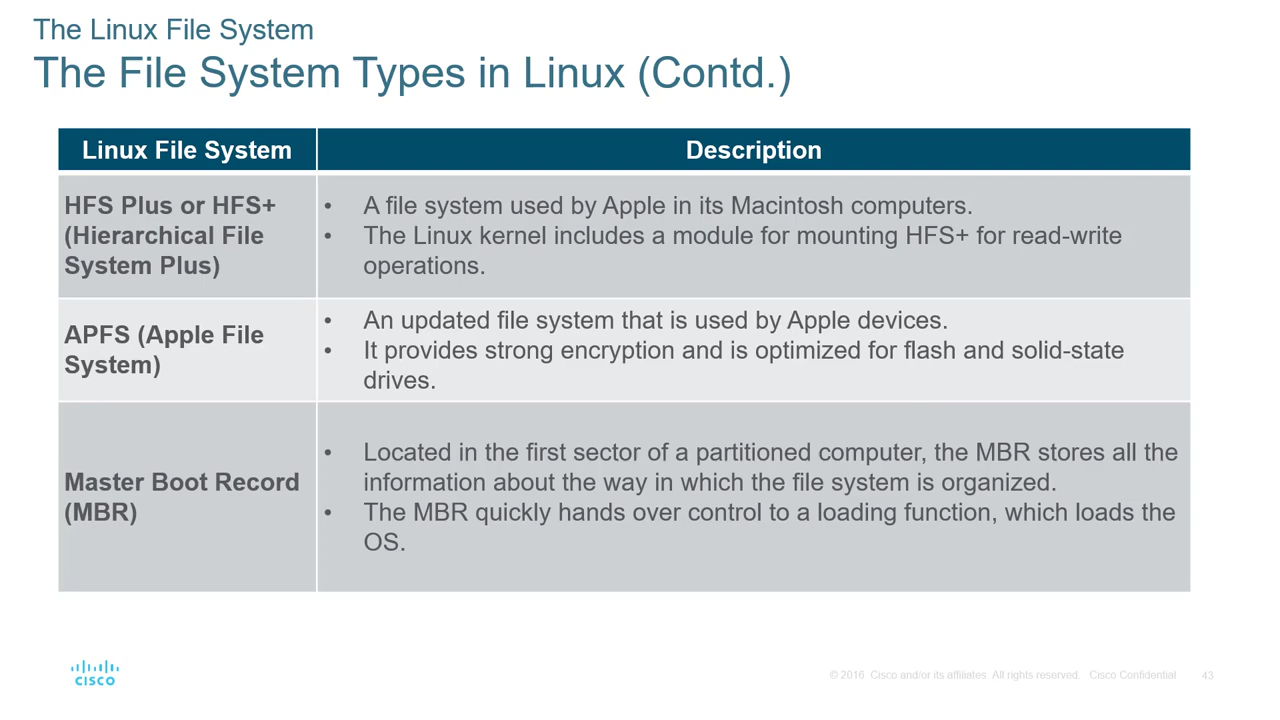 The Linux File System
The File System Types in Linux (Contd.)
Linux File System
Description
HFS Plus or HFS+
(Hierarchical File
System Plus)
• A file system used by Apple in its Macintosh computers.
• The Linux kernel includes a module for mounting HFS+ for read-write
operations.
APFS (Apple File
System)
• An updated file system that is used by Apple devices.
• It provides strong encryption and is optimized for flash and solid-state
drives.
Master Boot Record
(MBR)
• Located in the first sector of a partitioned computer, the MBR stores all the
information about the way in which the file system is organized.
• The MBR quickly hands over control to a loading function, which loads the
OS.
CISCO
© 2016 Cisco and/or its affiliates. All rights reserved. Cisco Confidential
43